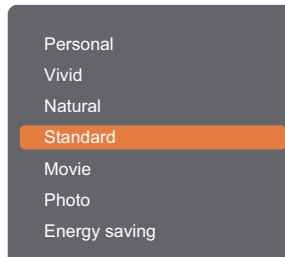 Personal
Vivid
Natural
Standard
Movie
Photo
Energy saving